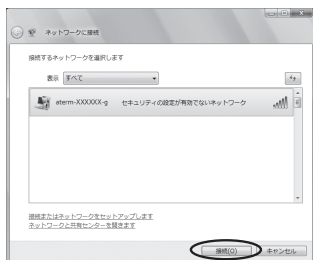 ネットワークに接続
接続するネットワークを選択します
表示 すべて
aterm-XXXXXX-g セキュリティの設定が有効でないネットワーク
接続またはネットワークをセットアップします
ネットワークと共有センターを開きます
接続(O) キャンセル